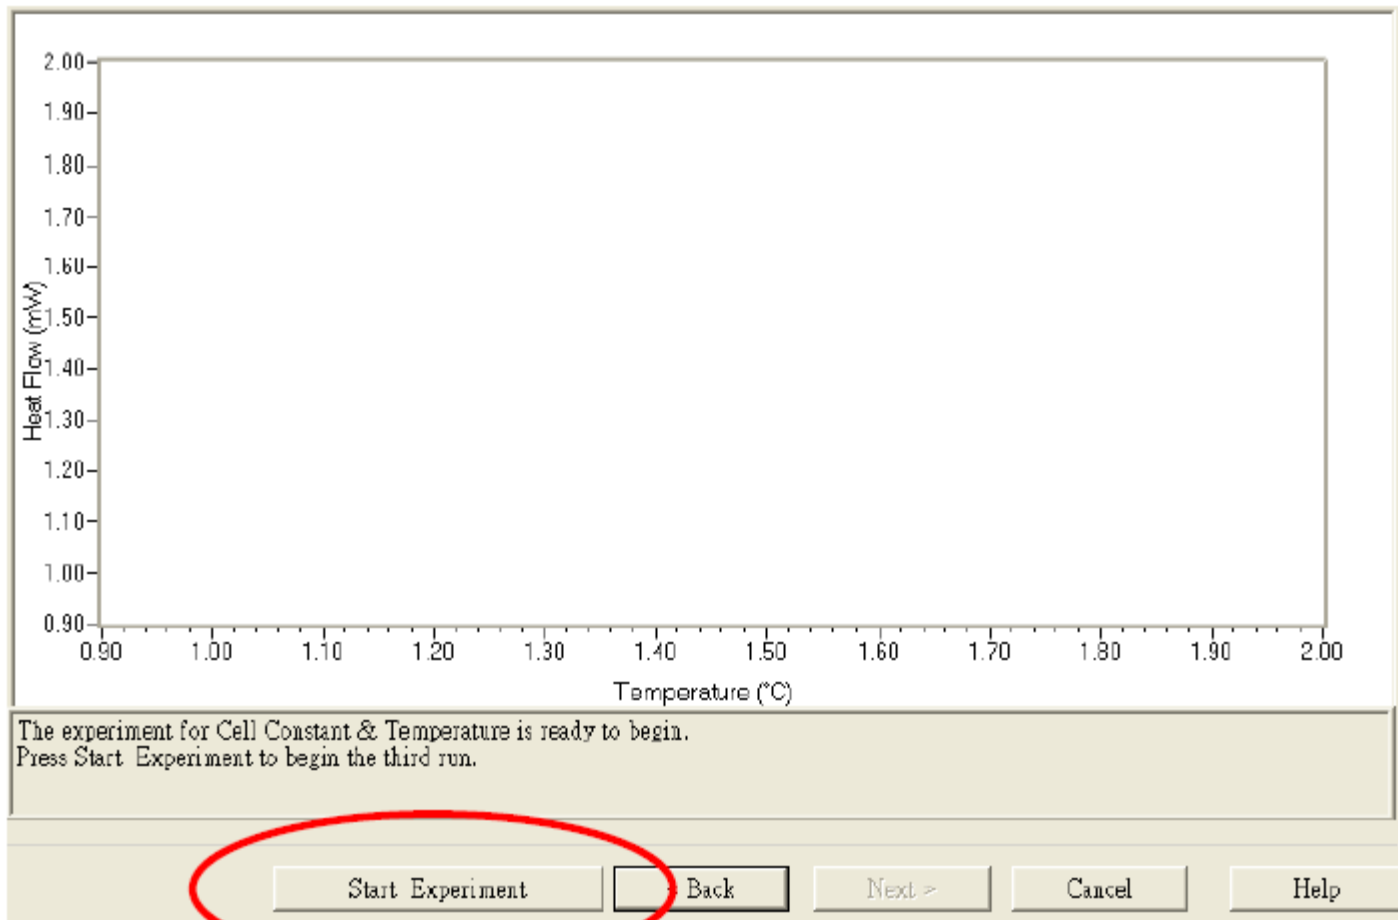 2.00
1.90
1.80
1.70
1.60
1.50
1.40
1.30
1.20
1.10
1.00
0.90
Heat Flow (mW)
0.90 1.00 1.10 1.20 1.30 1.40 1.50 1.60 1.70 1.80 1.90 2.00
Temperature (°C)
The experiment for Cell Constant & Temperature is ready to begin.
Press Start Experiment to begin the third run.
Start Experiment < Back Next > Cancel Help